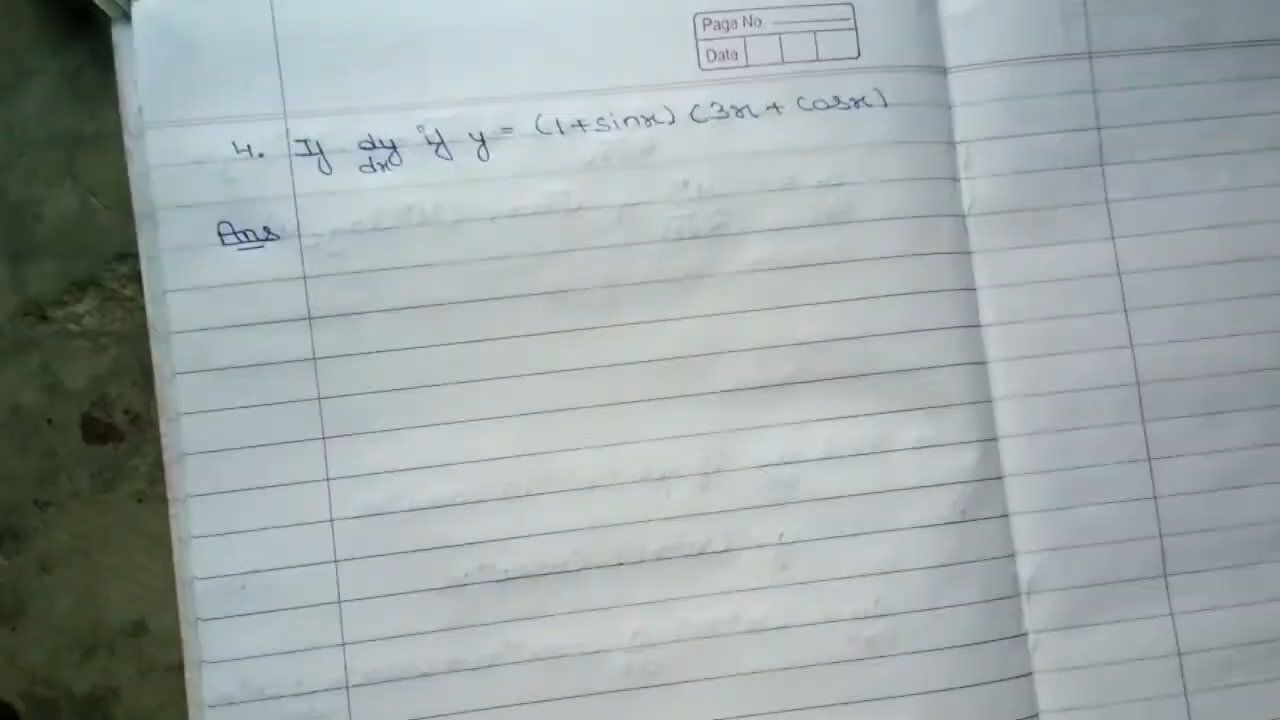 Page No.
Date
4. If dy/dx if y = (1+sinx) (3x + cosx)
Ans